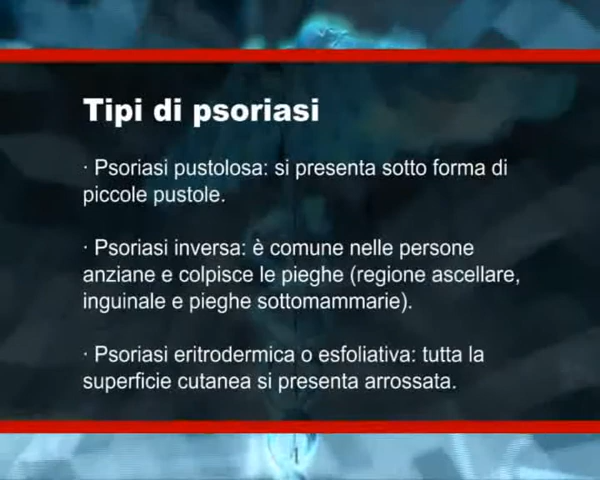 Tipi di psoriasi
· Psoriasi pustolosa: si presenta sotto forma di
piccole pustole.
· Psoriasi inversa: è comune nelle persone
anziane e colpisce le pieghe (regione ascellare,
inguinale e pieghe sottomammarie).
· Psoriasi eritrodermica o esfoliativa: tutta la
superficie cutanea si presenta arrossata.